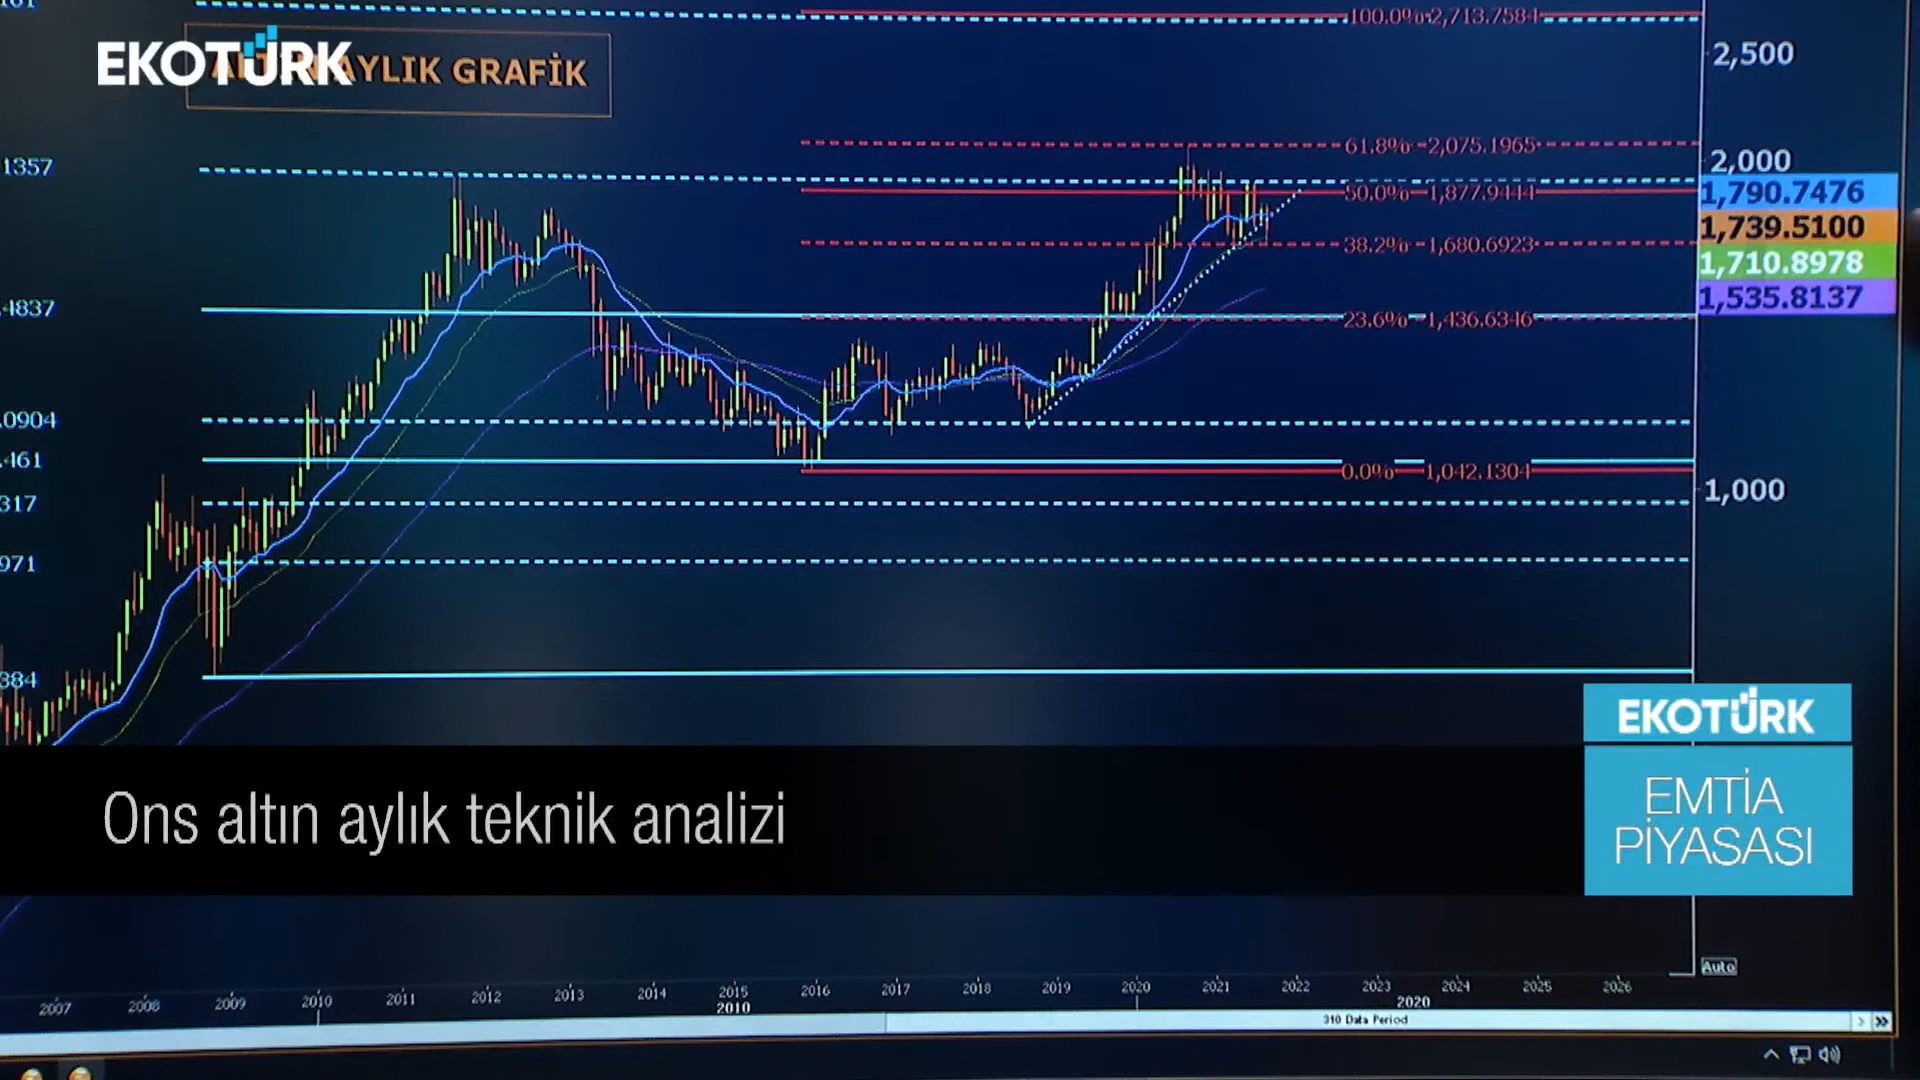 100.0% 2,713.7584
2,500
EKOTÜRK
AYLIK GRAFİK
61.8% 2,075.1965
2,000
1357
50.0% 1,877.9444
1,790.7476
1,739.5100
38.2% 1,680.6923
1,710.8978
1,535.8137
.4837
23.6% 1,436.6346
.0904
.461
0.0% 1,042.1304
1,000
317
971
384
EKOTÜRK
EMTİA
PİYASASI
Ons altın aylık teknik analizi
Auto
2007 2008 2009 2010 2011 2012 2013 2014 2015 2016 2017 2018 2019 2020 2021 2022 2023 2024 2025 2026
2010 2020
310 Data Period